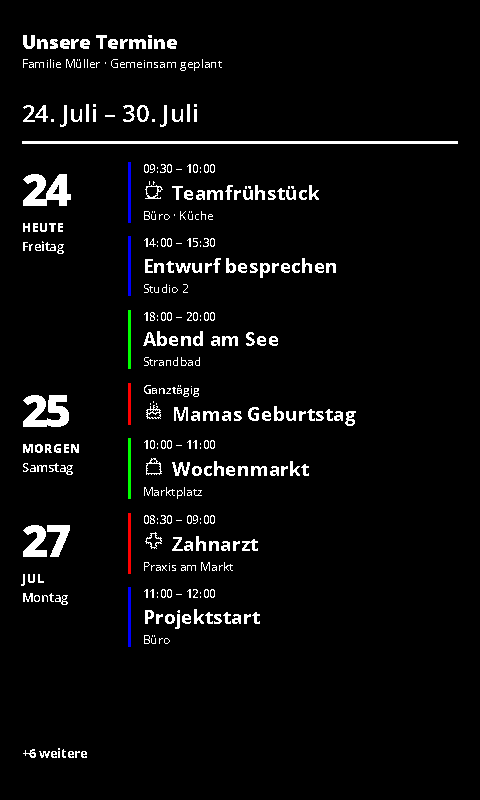 Unsere Termine
Familie Müller · Gemeinsam geplant
24. Juli – 30. Juli
24
HEUTE
Freitag
09:30 – 10:00
Teamfrühstück
Büro · Küche
14:00 – 15:30
Entwurf besprechen
Studio 2
18:00 – 20:00
Abend am See
Strandbad
25
MORGEN
Samstag
Ganztägig
Mamas Geburtstag
10:00 – 11:00
Wochenmarkt
Marktplatz
27
JUL
Montag
08:30 – 09:00
Zahnarzt
Praxis am Markt
11:00 – 12:00
Projektstart
Büro
+6 weitere